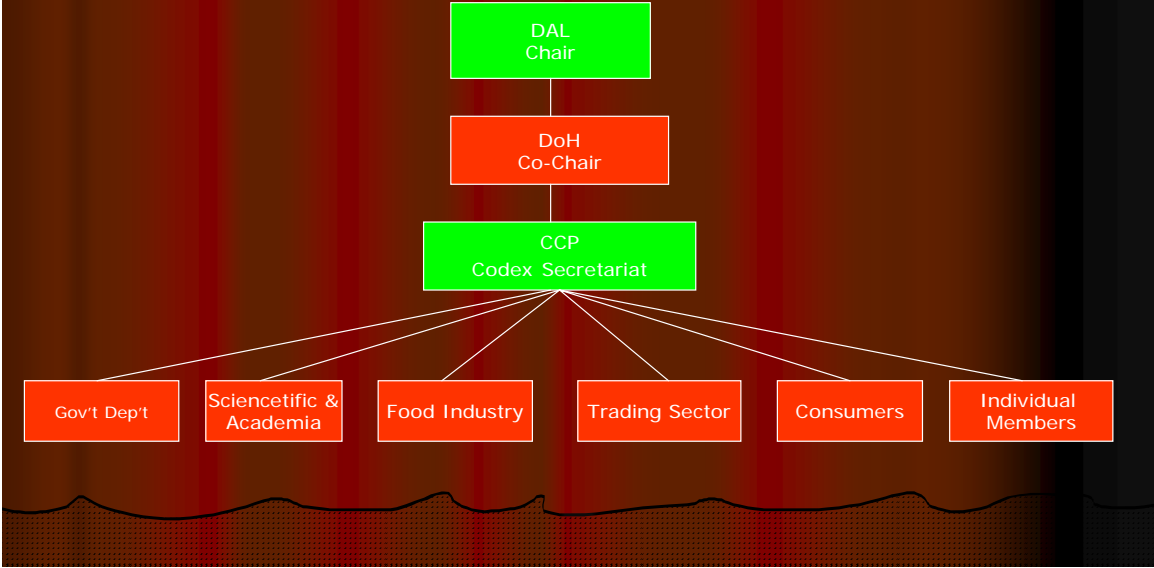 DAL
Chair
DoH
Co-Chair
CCP
Codex Secretariat
Gov't Dep't
Sciencetific &
Academia
Food Industry
Trading Sector
Consumers
Individual
Members